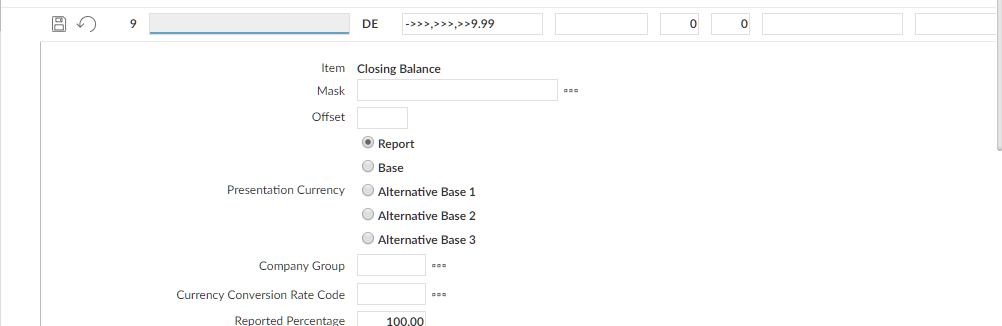 9 DE ->>>,>>>,>>9.99 0 0
Item Closing Balance
Mask
Offset
Report
Base
Presentation Currency Alternative Base 1
Alternative Base 2
Alternative Base 3
Company Group
Currency Conversion Rate Code
Reported Percentage 100.00